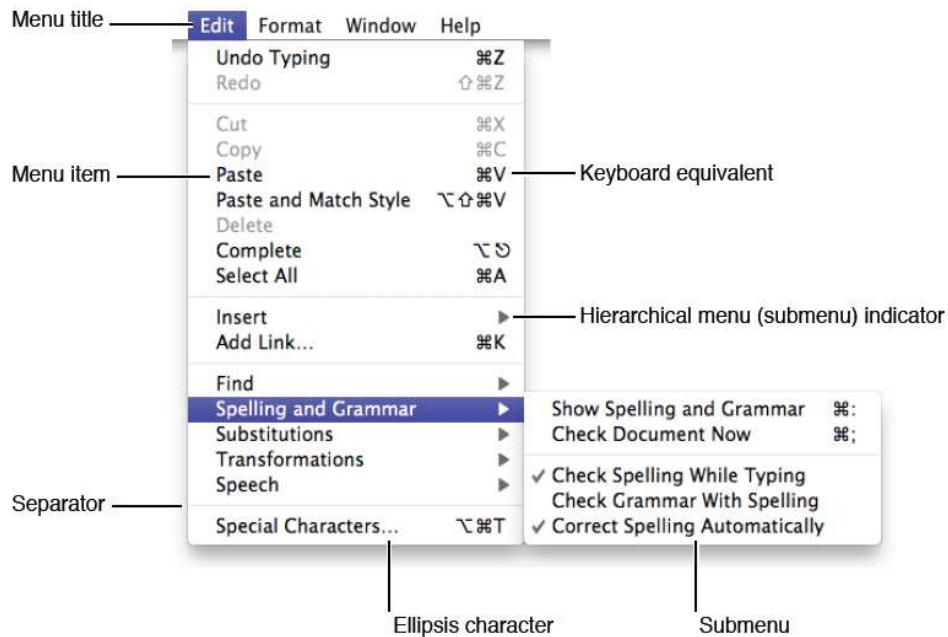 Menu title
Edit Format Window Help
Undo Typing ⌘Z
Redo ⇧⌘Z
Cut ⌘X
Copy ⌘C
Menu item
Paste ⌘V
Keyboard equivalent
Paste and Match Style ⌥⇧⌘V
Delete
Complete ⌥⎋
Select All ⌘A
Insert ▶
Hierarchical menu (submenu) indicator
Add Link... ⌘K
Find ▶
Spelling and Grammar ▶
Show Spelling and Grammar ⌘:
Substitutions ▶
Check Document Now ⌘;
Transformations ▶
✓ Check Spelling While Typing
Speech ▶
Check Grammar With Spelling
Separator
Special Characters... ⌥⌘T
✓ Correct Spelling Automatically
Ellipsis character
Submenu